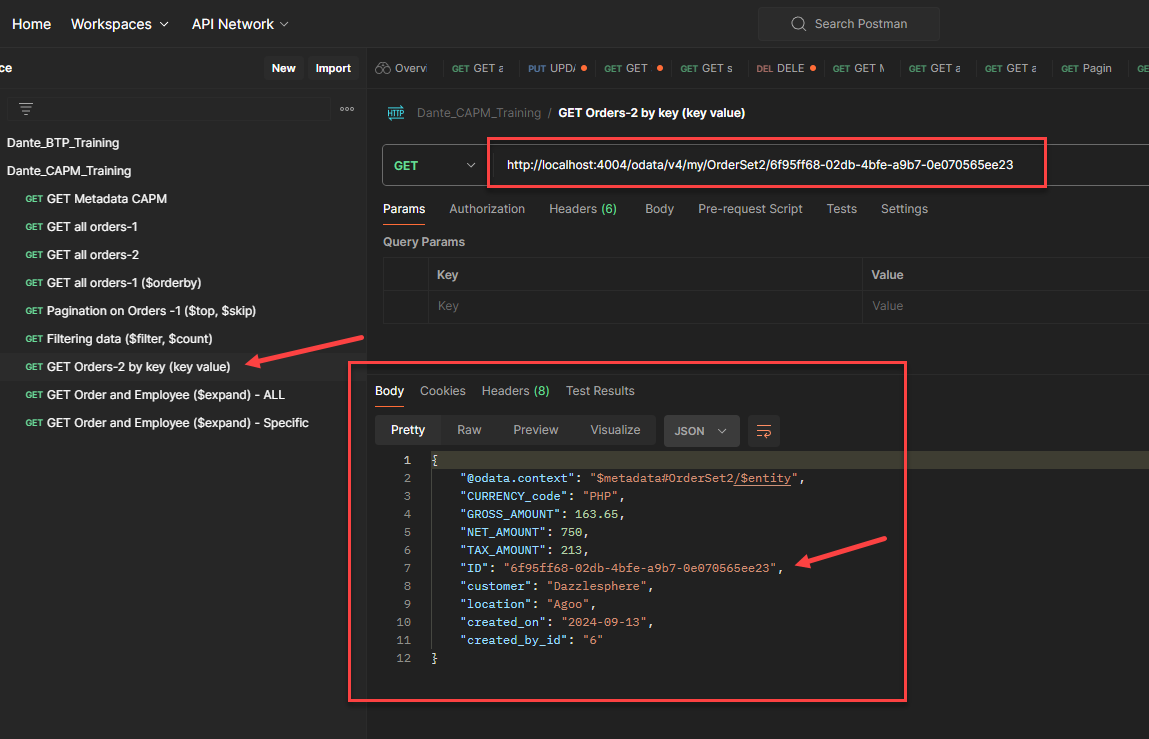 Home Workspaces API Network Search Postman
ce New Import Overvi GET GET a PUT UPDA GET GET GET GET s DEL DELE GET GET M GET GET a GET GET a GET Pagin GE
HTTP Dante_CAPM_Training / GET Orders-2 by key (key value)
Dante_BTP_Training
Dante_CAPM_Training
GET GET Metadata CAPM
GET GET all orders-1
GET GET all orders-2
GET GET all orders-1 ($orderby)
GET Pagination on Orders -1 ($top, $skip)
GET Filtering data ($filter, $count)
GET GET Orders-2 by key (key value)
GET GET Order and Employee ($expand) - ALL
GET GET Order and Employee ($expand) - Specific
GET http://localhost:4004/odata/v4/my/OrderSet2/6f95ff68-02db-4bfe-a9b7-0e070565ee23
Params Authorization Headers (6) Body Pre-request Script Tests Settings
Query Params
Key Value
Key Value
Body Cookies Headers (8) Test Results
Pretty Raw Preview Visualize JSON
1 {
2 "@odata.context": "$metadata#OrderSet2/$entity",
3 "CURRENCY_code": "PHP",
4 "GROSS_AMOUNT": 163.65,
5 "NET_AMOUNT": 750,
6 "TAX_AMOUNT": 213,
7 "ID": "6f95ff68-02db-4bfe-a9b7-0e070565ee23",
8 "customer": "Dazzlesphere",
9 "location": "Agoo",
10 "created_on": "2024-09-13",
11 "created_by_id": "6"
12 }